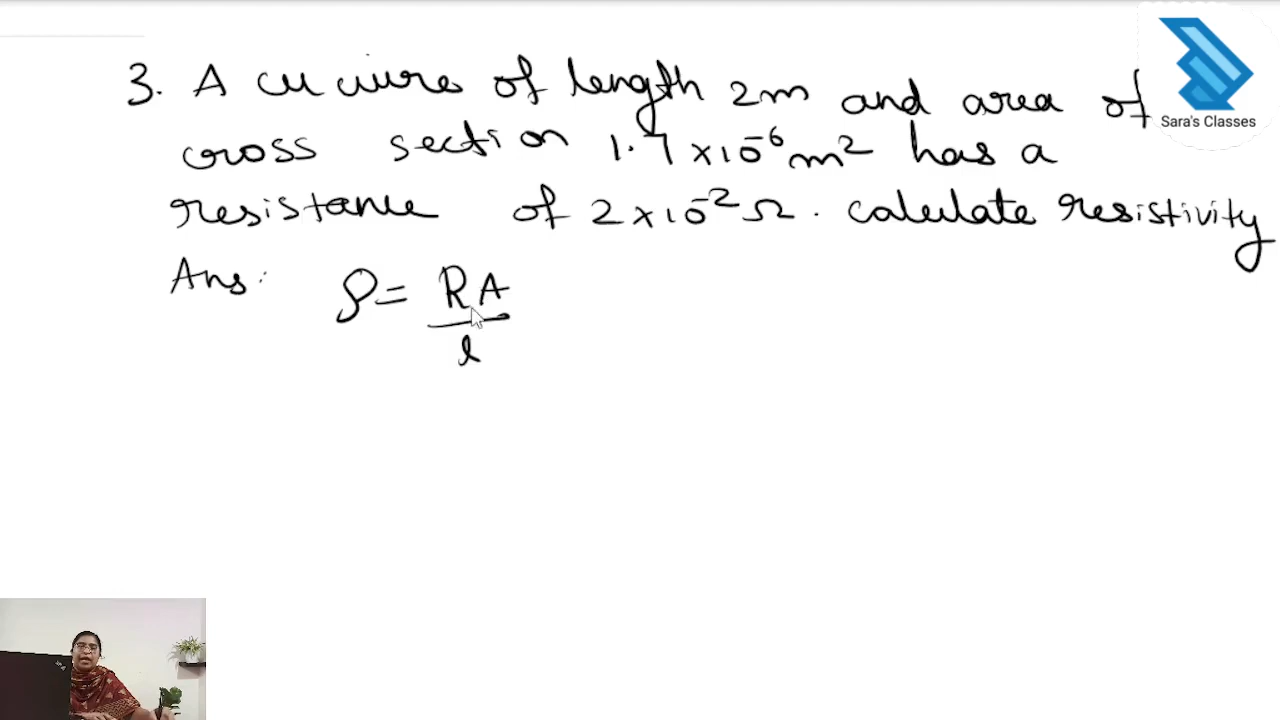 Sara's Classes
3. A cu wire of length 2m and area of
cross section 1.7 x 10⁻⁶ m² has a
resistance of 2 x 10⁻² Ω. calculate resistivity
Ans: ρ = RA
l